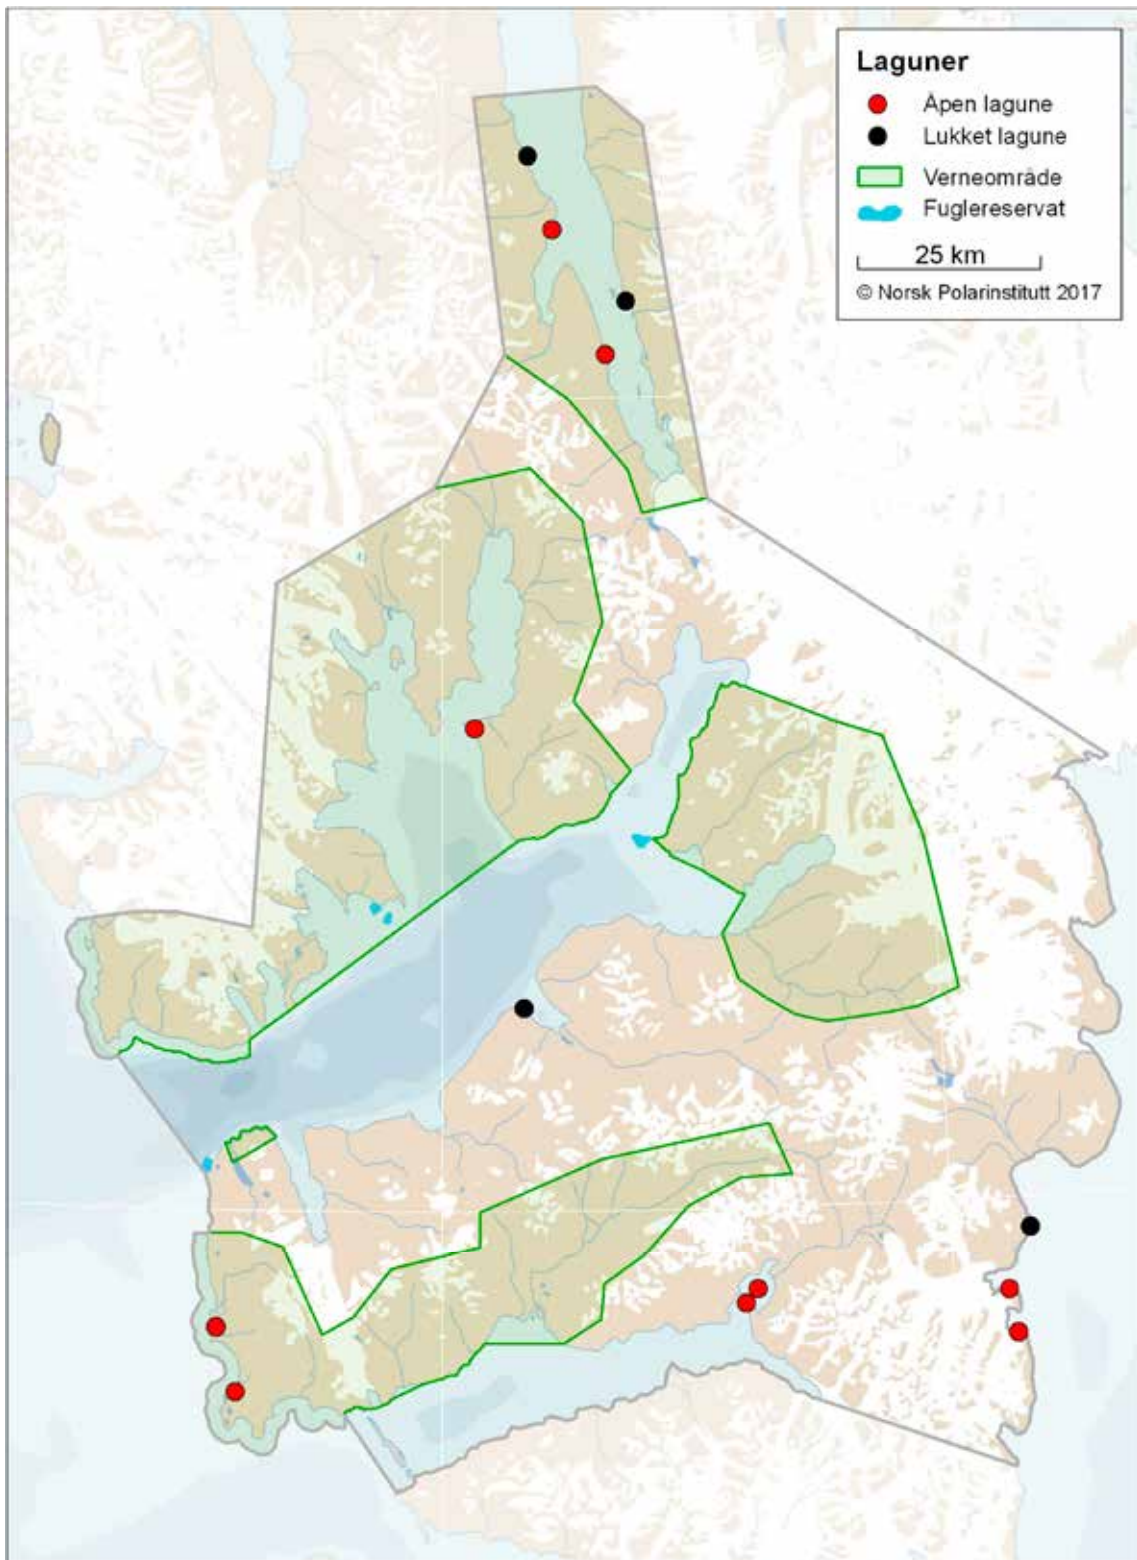 Laguner
Åpen lagune
Lukket lagune
Verneområde
Fuglereservat
25 km
© Norsk Polarinstitutt 2017